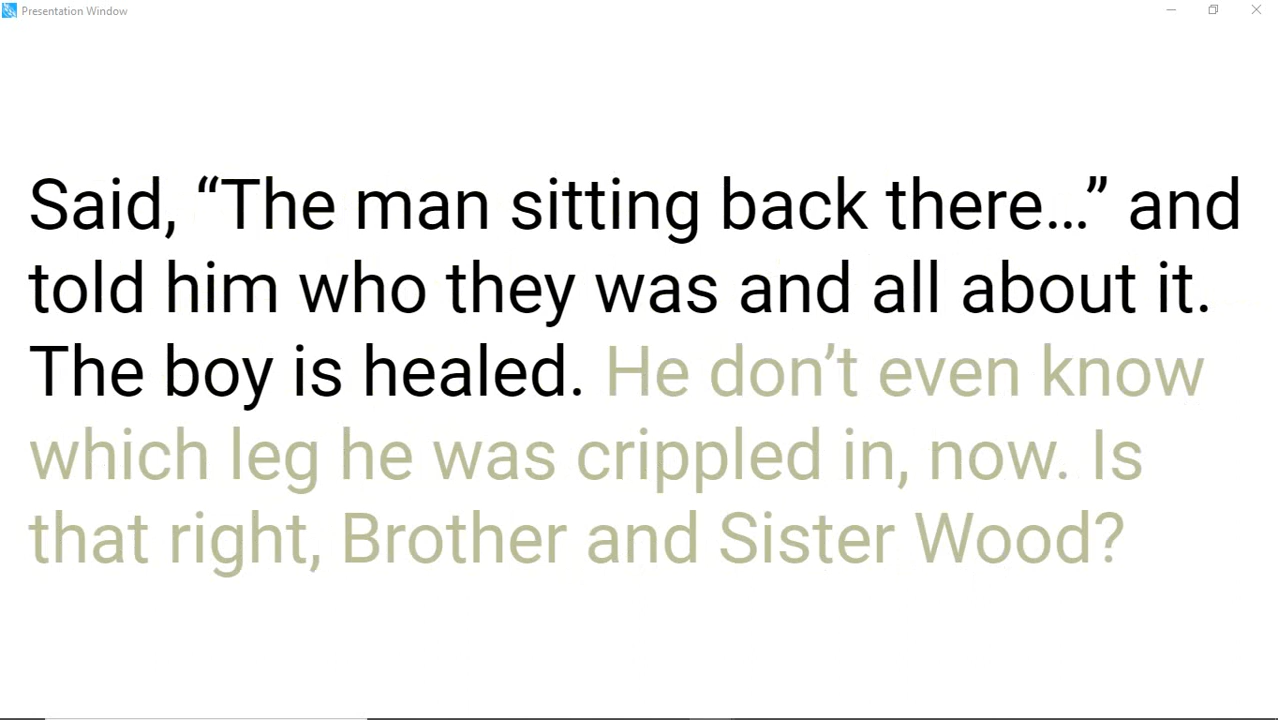 Presentation Window
Said, “The man sitting back there…” and
told him who they was and all about it.
The boy is healed. He don’t even know
which leg he was crippled in, now. Is
that right, Brother and Sister Wood?